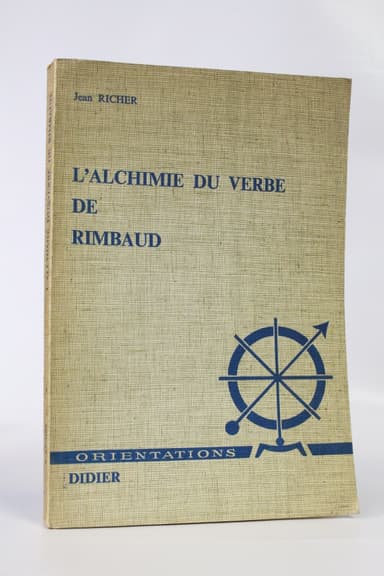 Jean RICHER
L'ALCHIMIE DU VERBE
DE
RIMBAUD
ORIENTATIONS
DIDIER